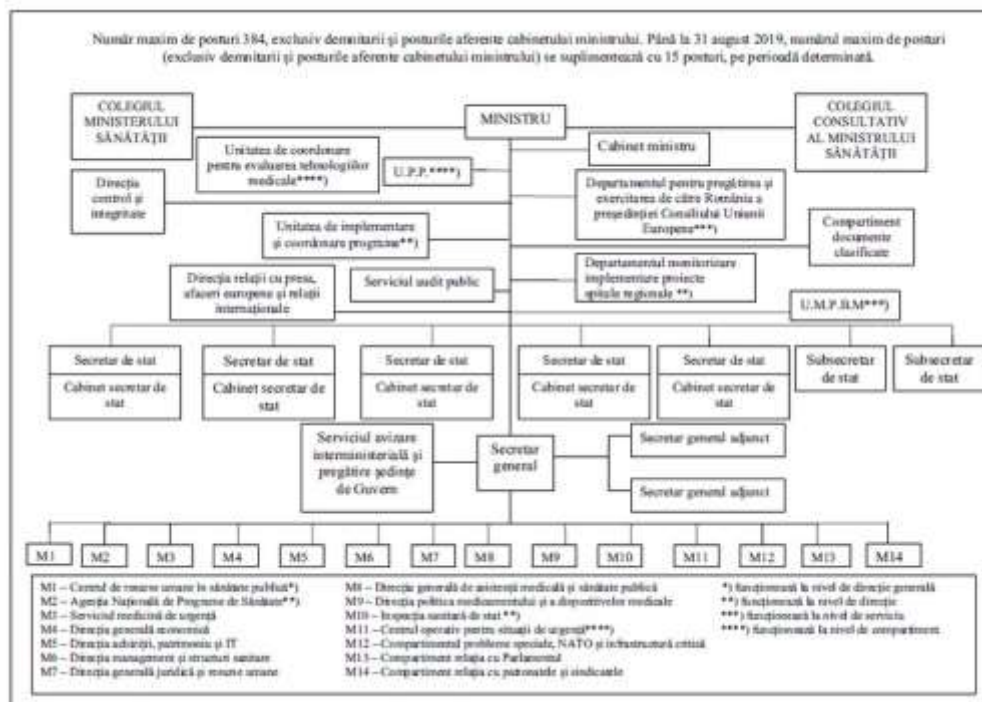 Număr maxim de posturi 384, exclusiv demnitarii și posturile aferente cabinetului ministrului. Până la 31 august 2019, numărul maxim de posturi
(exclusiv demnitarii și posturile aferente cabinetului ministrului) se suplimentează cu 15 posturi, pe perioadă determinată.
COLEGIUL
MINISTERULUI
SĂNĂTĂȚII
MINISTRU
COLEGIUL
CONSULTATIV
AL MINISTRULUI
SĂNĂTĂȚII
Unitatea de coordonare
pentru evaluarea tehnologiilor
medicale****)
U.P.P.****)
Cabinet ministru
Direcția
control și
integritate
Departamentul pentru pregătirea și
exercitarea de către România a
președinției Consiliului Uniunii
Europene***)
Unitatea de implementare
și coordonare programe**)
Compartiment
documente
clasificate
Direcția relații cu presa,
afaceri europene și relații
internaționale
Serviciul audit public
Departamentul monitorizare
implementare proiecte
spitale regionale **)
U.M.P.B.M***)
Secretar de stat
Cabinet secretar de
stat
Secretar de stat
Cabinet secretar de
stat
Secretar de stat
Cabinet secretar de
stat
Secretar de stat
Cabinet secretar de
stat
Secretar de stat
Cabinet secretar de
stat
Subsecretar
de stat
Subsecretar
de stat
Serviciul avizare
interministerială și
pregătire ședințe
de Guvern
Secretar
general
Secretar general adjunct
Secretar general adjunct
M1
M2
M3
M4
M5
M6
M7
M8
M9
M10
M11
M12
M13
M14
M1 – Centrul de resurse umane în sănătate publică*)
M2 – Agenția Națională de Programe de Sănătate**)
M3 – Serviciul medicina de urgență
M4 – Direcția generală economică
M5 – Direcția achiziții, patrimoniu și IT
M6 – Direcția management și structuri sanitare
M7 – Direcția generală juridică și resurse umane
M8 – Direcția generală de asistență medicală și sănătate publică
M9 – Direcția politica medicamentului și a dispozitivelor medicale
M10 – Inspecția sanitară de stat **)
M11 – Centrul operativ pentru situații de urgență****)
M12 – Compartimentul probleme speciale, NATO și infrastructură critică
M13 – Compartiment relația cu Parlamentul
M14 – Compartiment relația cu patronatele și sindicatele
*) funcționează la nivel de direcție generală
**) funcționează la nivel de direcție
***) funcționează la nivel de serviciu
****) funcționează la nivel de compartiment